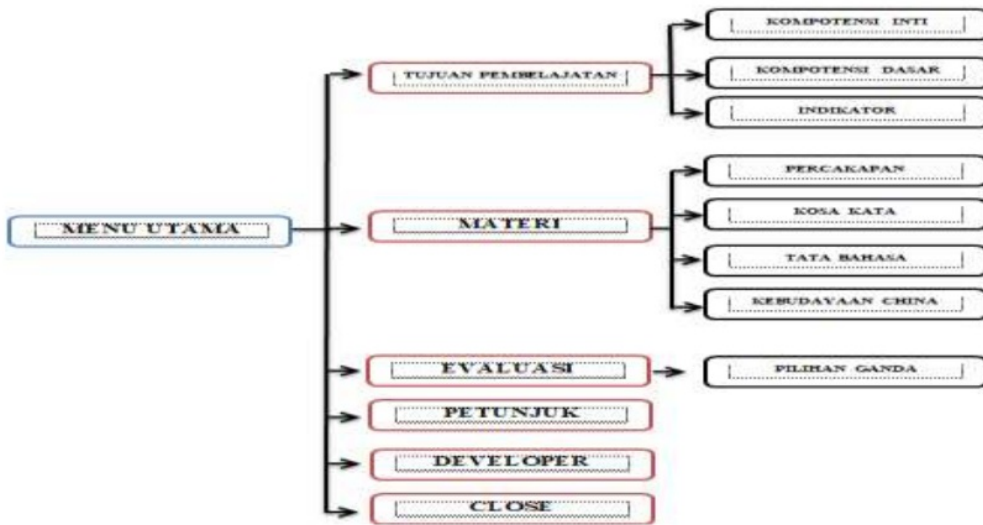 MENU UTAMA
TUJUAN PEMBELAJATAN
KOMPOTENSI INTI
KOMPOTENSI DASAR
INDIKATOR
MATERI
PERCAKAPAN
KOSA KATA
TATA BAHASA
KEBUDAYAAN CHINA
EVALUASI
PILIHAN GANDA
PETUNJUK
DEVELOPER
CLOSE